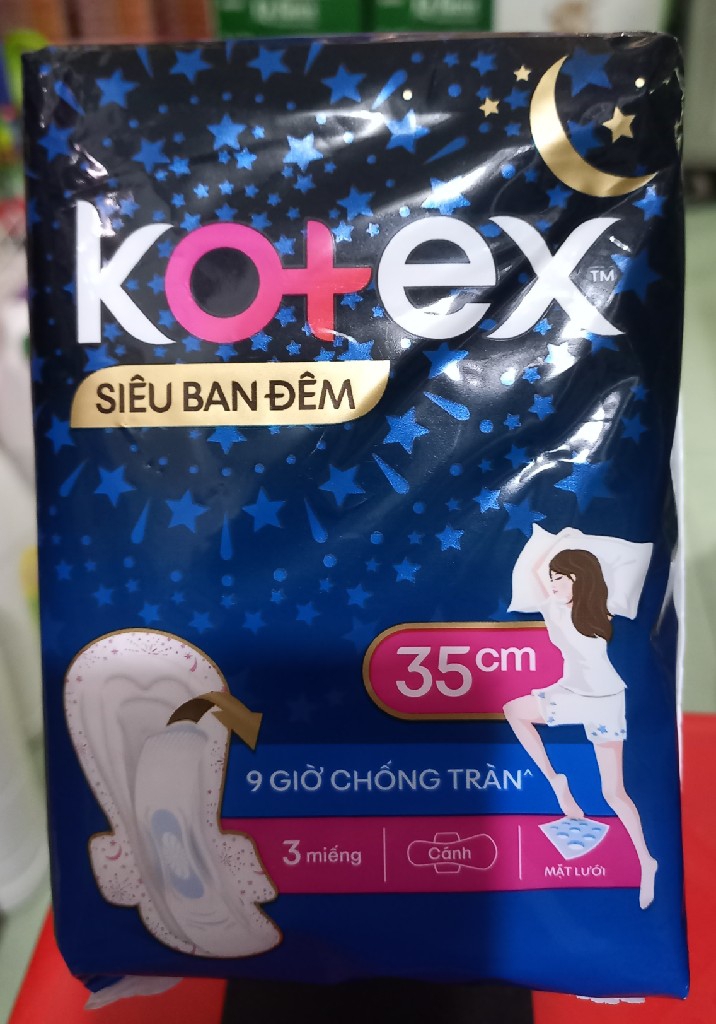 Kotex™
SIÊU BAN ĐÊM
35cm
9 GIỜ CHỐNG TRÀN^
3 miếng
Cánh
MẶT LƯỚI